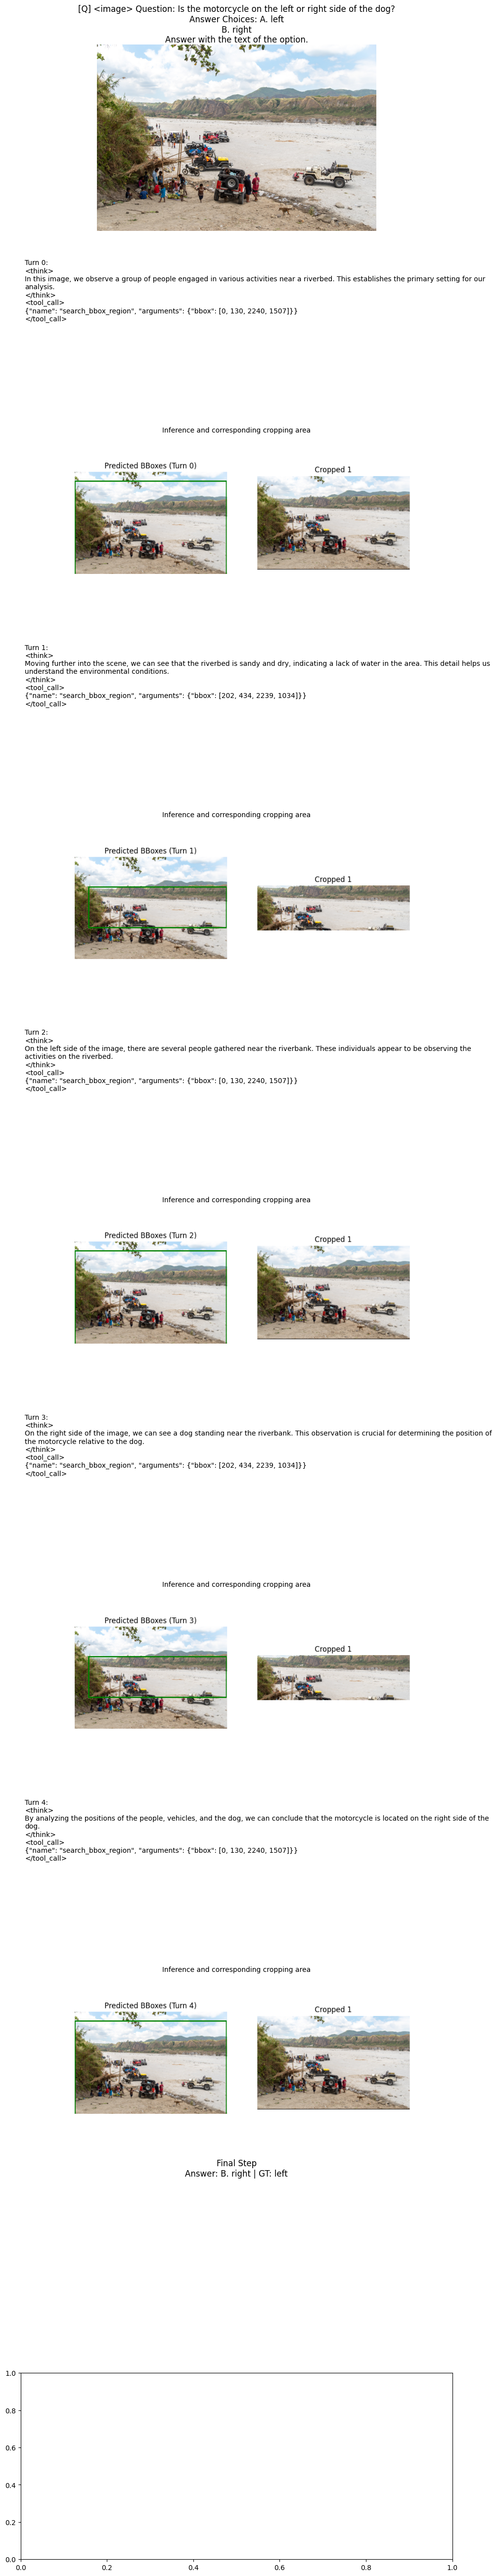 [Q] <image> Question: Is the motorcycle on the left or right side of the dog?
Answer Choices: A. left
B. right
Answer with the text of the option.
Turn 0:
<think>
In this image, we observe a group of people engaged in various activities near a riverbed. This establishes the primary setting for our
analysis.
</think>
<tool_call>
{"name": "search_bbox_region", "arguments": {"bbox": [0, 130, 2240, 1507]}}
</tool_call>
Inference and corresponding cropping area
Predicted BBoxes (Turn 0)
Cropped 1
Turn 1:
<think>
Moving further into the scene, we can see that the riverbed is sandy and dry, indicating a lack of water in the area. This detail helps us
understand the environmental conditions.
</think>
<tool_call>
{"name": "search_bbox_region", "arguments": {"bbox": [202, 434, 2239, 1034]}}
</tool_call>
Inference and corresponding cropping area
Predicted BBoxes (Turn 1)
Cropped 1
Turn 2:
<think>
On the left side of the image, there are several people gathered near the riverbank. These individuals appear to be observing the
activities on the riverbed.
</think>
<tool_call>
{"name": "search_bbox_region", "arguments": {"bbox": [0, 130, 2240, 1507]}}
</tool_call>
Inference and corresponding cropping area
Predicted BBoxes (Turn 2)
Cropped 1
Turn 3:
<think>
On the right side of the image, we can see a dog standing near the riverbank. This observation is crucial for determining the position of
the motorcycle relative to the dog.
</think>
<tool_call>
{"name": "search_bbox_region", "arguments": {"bbox": [202, 434, 2239, 1034]}}
</tool_call>
Inference and corresponding cropping area
Predicted BBoxes (Turn 3)
Cropped 1
Turn 4:
<think>
By analyzing the positions of the people, vehicles, and the dog, we can conclude that the motorcycle is located on the right side of the
dog.
</think>
<tool_call>
{"name": "search_bbox_region", "arguments": {"bbox": [0, 130, 2240, 1507]}}
</tool_call>
Inference and corresponding cropping area
Predicted BBoxes (Turn 4)
Cropped 1
Final Step
Answer: B. right | GT: left
1.0
0.8
0.6
0.4
0.2
0.0
0.0 0.2 0.4 0.6 0.8 1.0